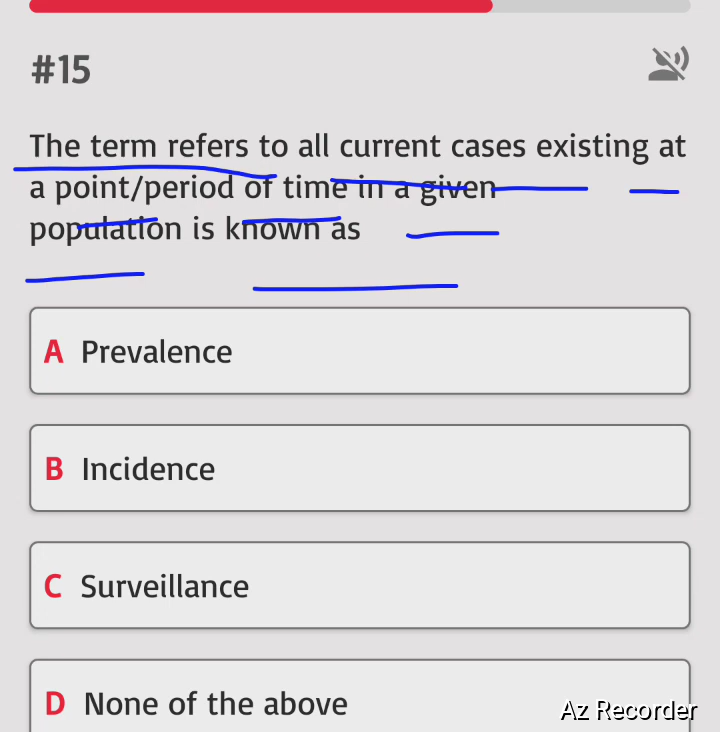 #15
The term refers to all current cases existing at
a point/period of time in a given
population is known as
A Prevalence
B Incidence
C Surveillance
D None of the above
Az Recorder